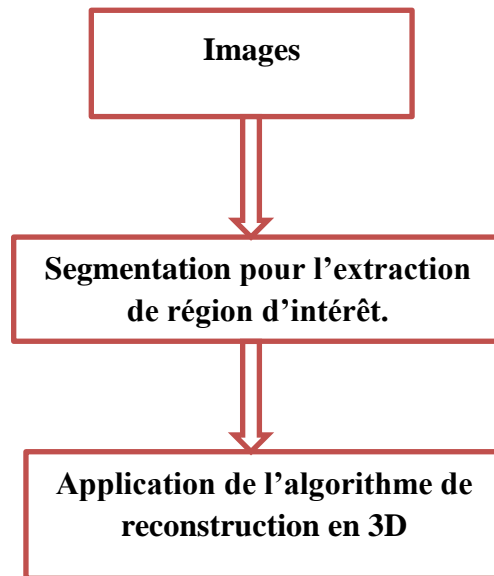 Images
Segmentation pour l’extraction
de région d’intérêt.
Application de l’algorithme de
reconstruction en 3D